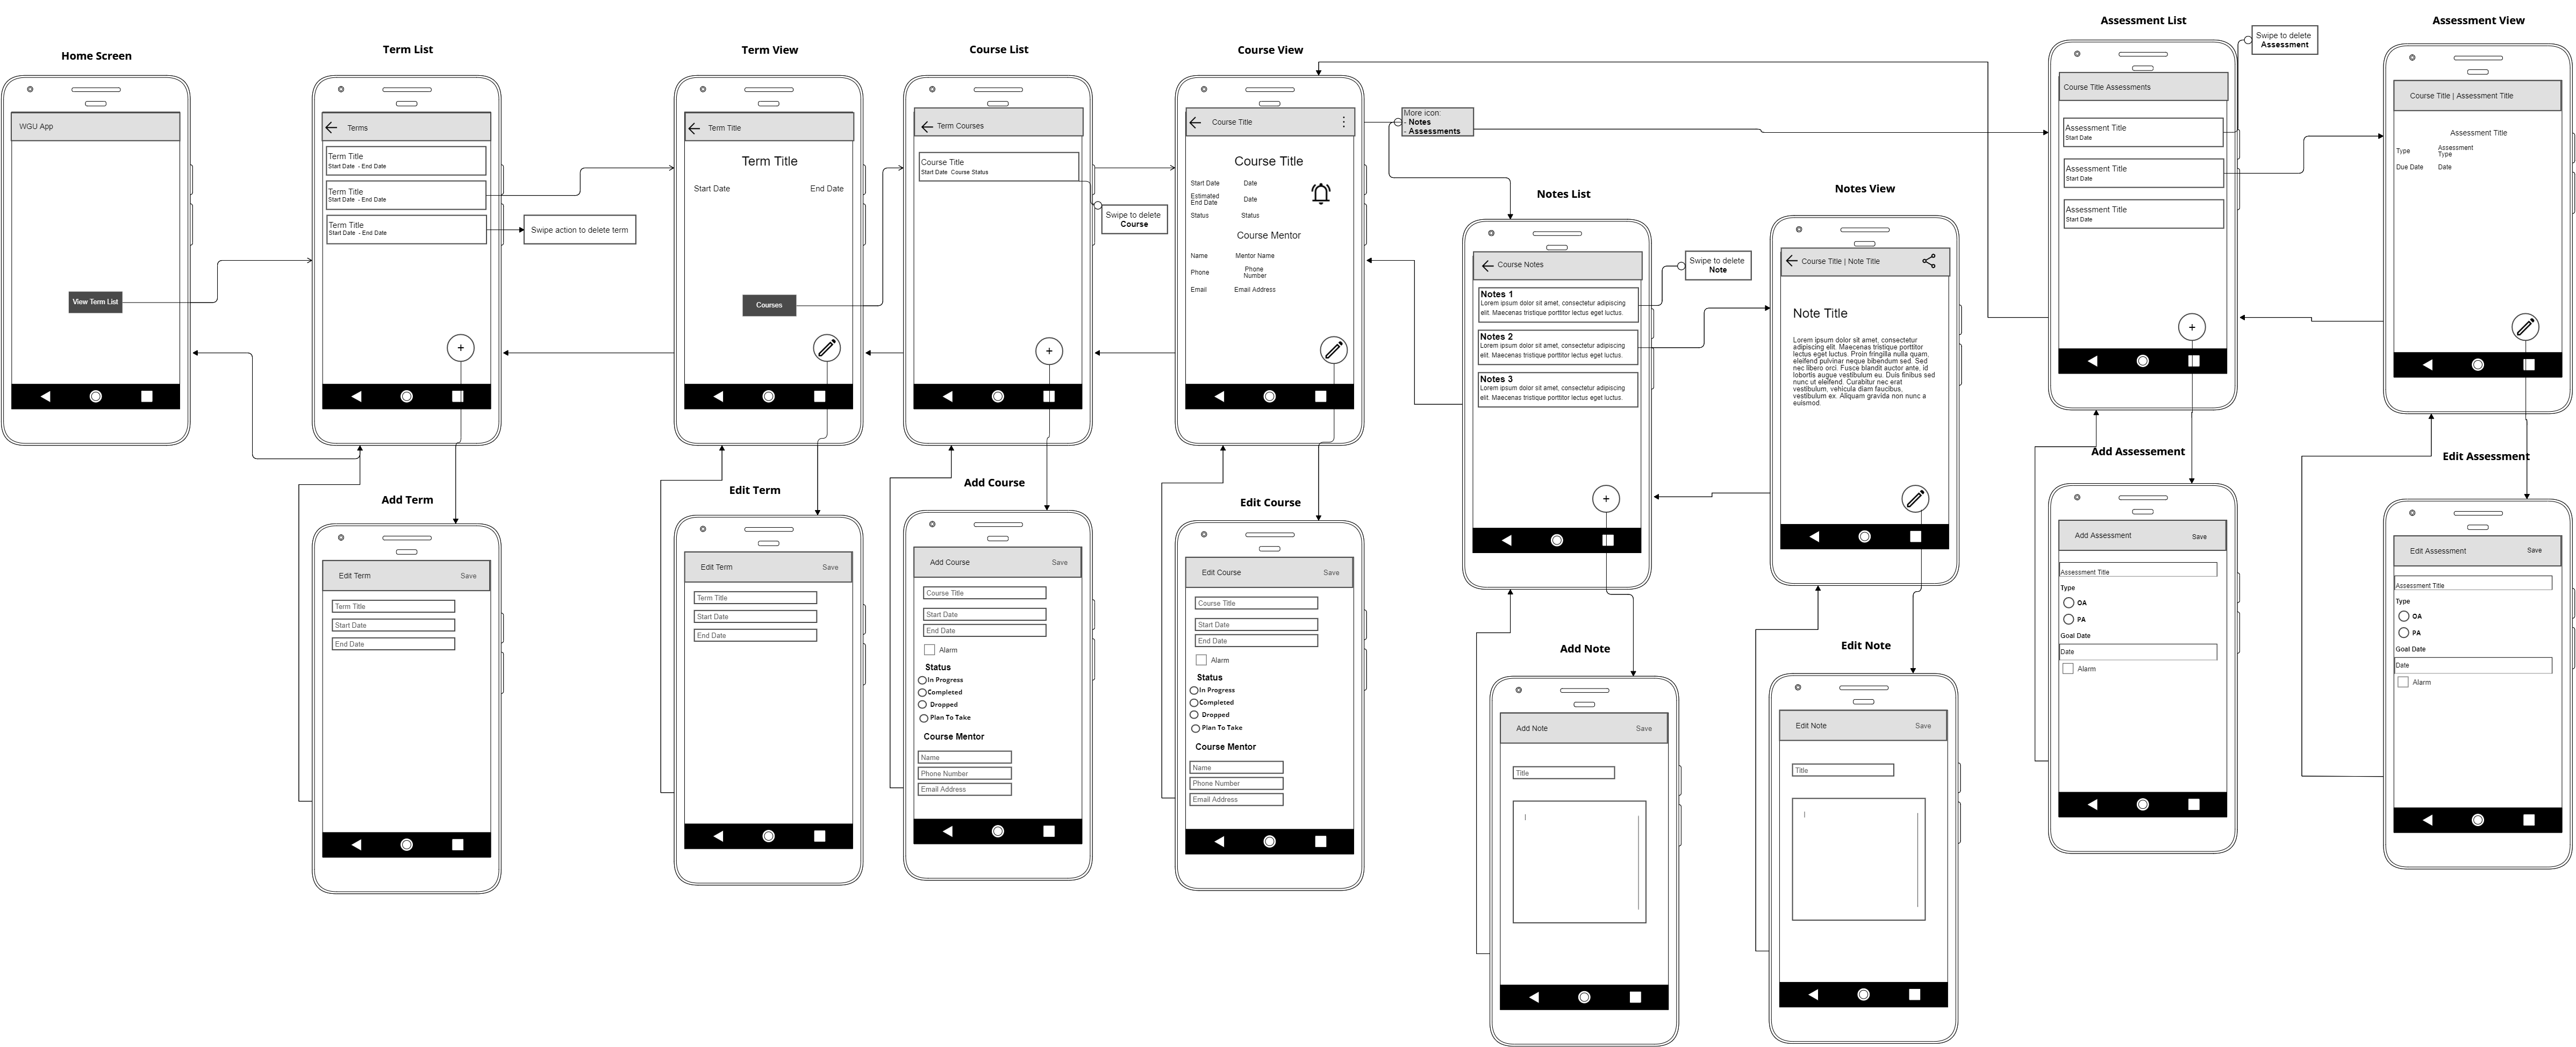 Home Screen
WGU App
View Term List
Term List
Terms
Term Title
Start Date - End Date
Term Title
Start Date - End Date
Term Title
Start Date - End Date
+
Swipe action to delete term
Add Term
Edit Term
Save
Term Title
Start Date
End Date
Term View
Term Title
Term Title
Start Date
End Date
Courses
Edit Term
Edit Term
Save
Term Title
Start Date
End Date
Course List
Term Courses
Course Title
Start Date Course Status
+
Swipe to delete
Course
Add Course
Add Course
Save
Course Title
Start Date
End Date
Alarm
Status
In Progress
Completed
Dropped
Plan To Take
Course Mentor
Name
Phone Number
Email Address
Course View
Course Title
Course Title
Start Date
Date
Estimated
End Date
Date
Status
Status
Course Mentor
Name
Mentor Name
Phone
Phone
Number
Email
Email Address
More icon:
- Notes
- Assessments
Edit Course
Edit Course
Save
Course Title
Start Date
End Date
Alarm
Status
In Progress
Completed
Dropped
Plan To Take
Course Mentor
Name
Phone Number
Email Address
Notes List
Course Notes
Notes 1
Lorem ipsum dolor sit amet, consectetur adipiscing
elit. Maecenas tristique porttitor lectus eget luctus.
Notes 2
Lorem ipsum dolor sit amet, consectetur adipiscing
elit. Maecenas tristique porttitor lectus eget luctus.
Notes 3
Lorem ipsum dolor sit amet, consectetur adipiscing
elit. Maecenas tristique porttitor lectus eget luctus.
+
Swipe to delete
Note
Add Note
Add Note
Save
Title
Notes View
Course Title | Note Title
Note Title
Lorem ipsum dolor sit amet, consectetur
adipiscing elit. Maecenas tristique porttitor
lectus eget luctus. Proin fringilla nulla quam,
eleifend pulvinar neque bibendum sed. Sed
nec libero orci. Fusce blandit auctor ante, id
lobortis augue vestibulum eu. Duis finibus sed
nunc ut eleifend. Curabitur nec erat
vestibulum, vehicula diam faucibus,
vestibulum ex. Aliquam gravida non nunc a
euismod.
Edit Note
Edit Note
Save
Title
Assessment List
Course Title Assessments
Assessment Title
Start Date
Assessment Title
Start Date
Assessment Title
Start Date
+
Swipe to delete
Assessment
Add Assessement
Add Assessment
Save
Assessment Title
Type
OA
PA
Goal Date
Date
Alarm
Assessment View
Course Title | Assessment Title
Assessment Title
Type
Assessment
Type
Due Date
Date
Edit Assessment
Edit Assessment
Save
Assessment Title
Type
OA
PA
Goal Date
Date
Alarm